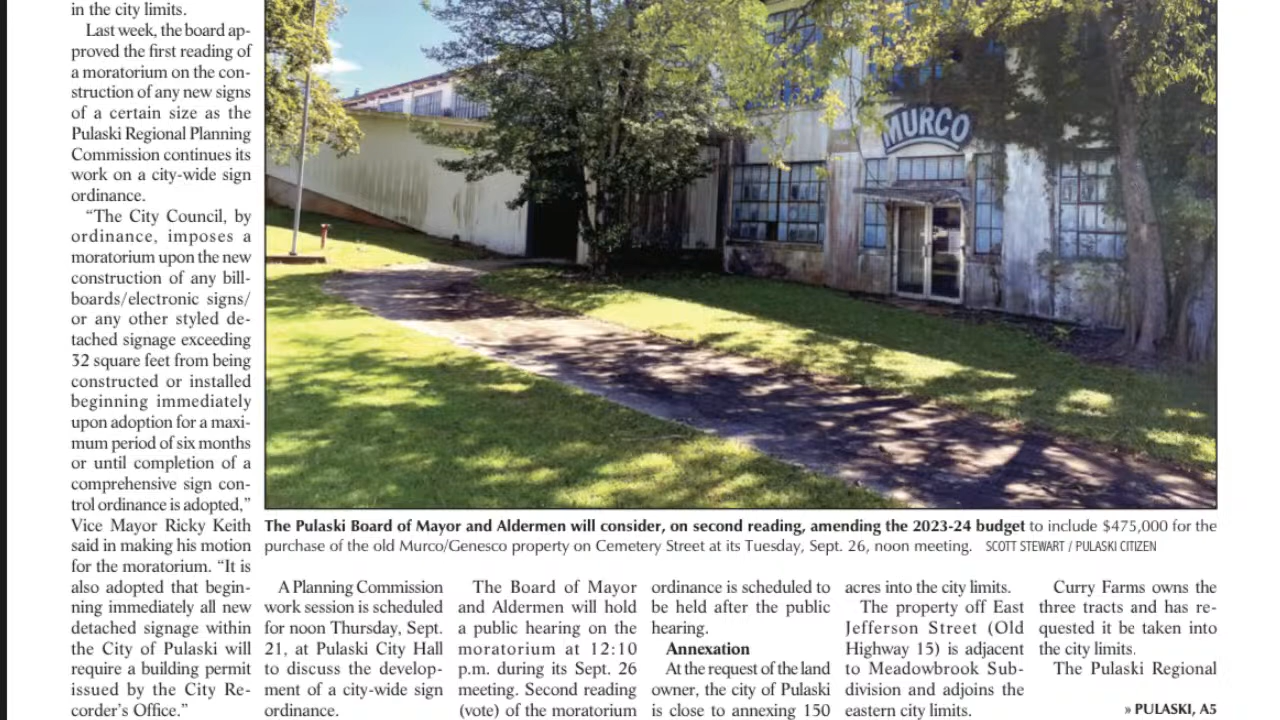 in the city limits.
Last week, the board ap-
proved the first reading of
a moratorium on the con-
struction of any new signs
of a certain size as the
Pulaski Regional Planning
Commission continues its
work on a city-wide sign
ordinance.
“The City Council, by
ordinance, imposes a
moratorium upon the new
construction of any bill-
boards/electronic signs/
or any other styled de-
tached signage exceeding
32 square feet from being
constructed or installed
beginning immediately
upon adoption for a maxi-
mum period of six months
or until completion of a
comprehensive sign con-
trol ordinance is adopted,”
Vice Mayor Ricky Keith
said in making his motion
for the moratorium. “It is
also adopted that begin-
ning immediately all new
detached signage within
the City of Pulaski will
require a building permit
issued by the City Re-
corder’s Office.”
MURCO
The Pulaski Board of Mayor and Aldermen will consider, on second reading, amending the 2023-24 budget to include $475,000 for the
purchase of the old Murco/Genesco property on Cemetery Street at its Tuesday, Sept. 26, noon meeting. SCOTT STEWART / PULASKI CITIZEN
A Planning Commission
work session is scheduled
for noon Thursday, Sept.
21, at Pulaski City Hall
to discuss the develop-
ment of a city-wide sign
ordinance.
The Board of Mayor
and Aldermen will hold
a public hearing on the
moratorium at 12:10
p.m. during its Sept. 26
meeting. Second reading
(vote) of the moratorium
ordinance is scheduled to
be held after the public
hearing.
Annexation
At the request of the land
owner, the city of Pulaski
is close to annexing 150
acres into the city limits.
The property off East
Jefferson Street (Old
Highway 15) is adjacent
to Meadowbrook Sub-
division and adjoins the
eastern city limits.
Curry Farms owns the
three tracts and has re-
quested it be taken into
the city limits.
The Pulaski Regional
» PULASKI, A5